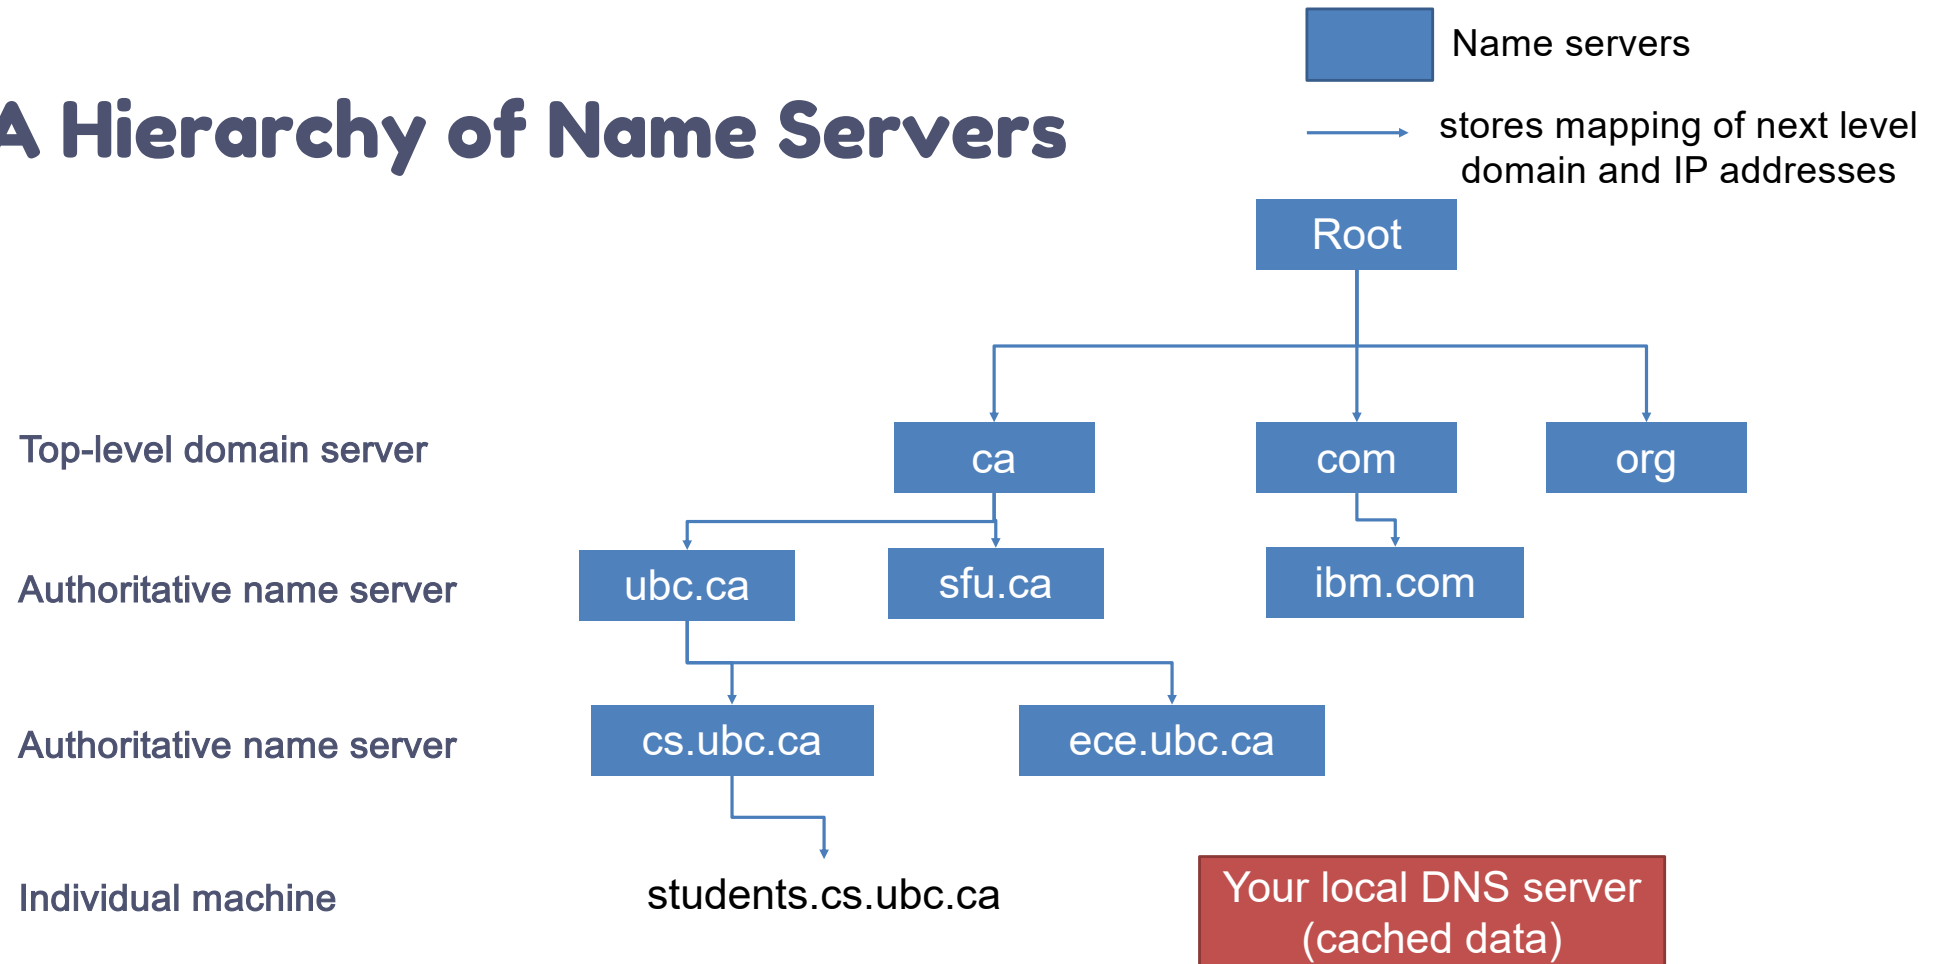 Name servers
A Hierarchy of Name Servers
stores mapping of next level
domain and IP addresses
Root
Top-level domain server
ca
com
org
Authoritative name server
ubc.ca
sfu.ca
ibm.com
Authoritative name server
cs.ubc.ca
ece.ubc.ca
Individual machine
students.cs.ubc.ca
Your local DNS server
(cached data)